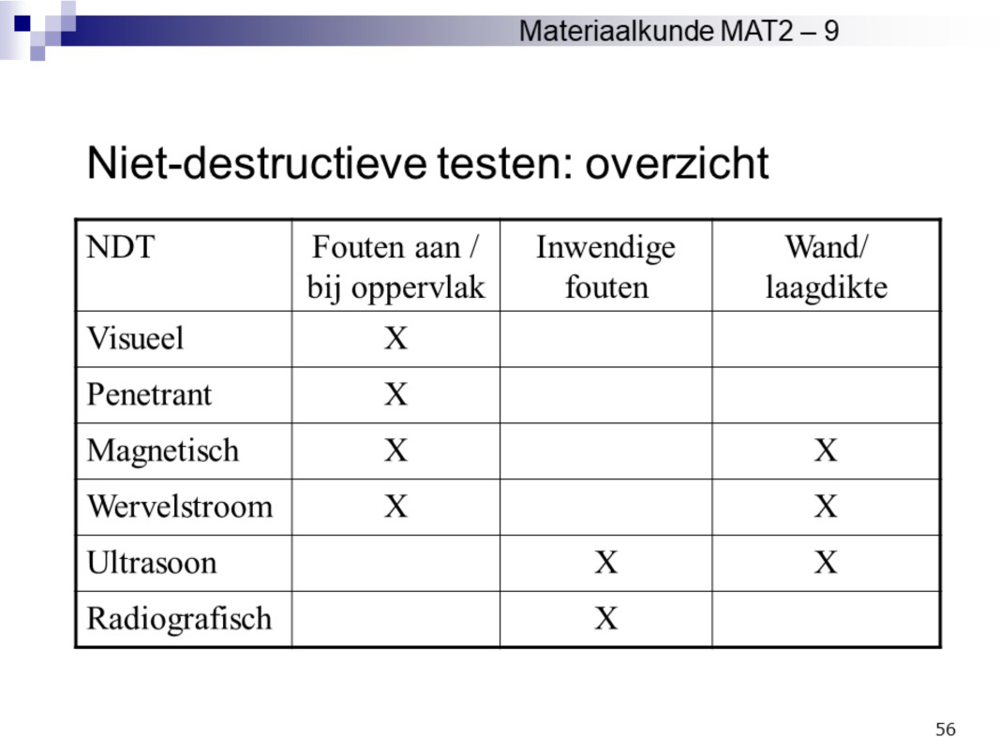 Materiaalkunde MAT2 – 9
Niet-destructieve testen: overzicht
NDT Fouten aan / Inwendige Wand/
bij oppervlak fouten laagdikte
Visueel X
Penetrant X
Magnetisch X X
Wervelstroom X X
Ultrasoon X X
Radiografisch X
56